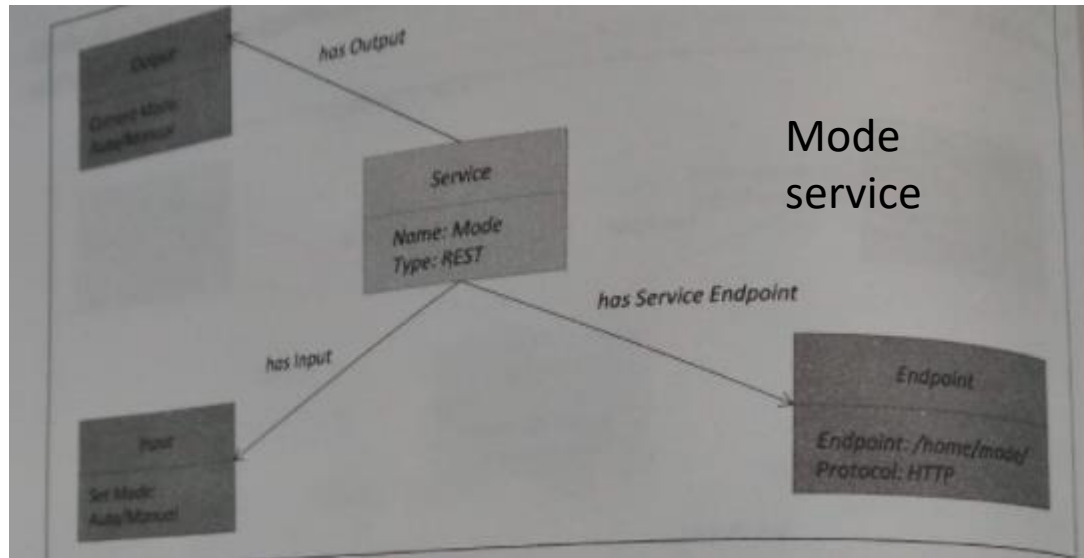 has Output
Output
Current Mode:
Auto/Manual
Service
Name: Mode
Type: REST
Mode
service
has Service Endpoint
has Input
Endpoint
Endpoint: /home/mode/
Protocol: HTTP
Input
Set Mode:
Auto/Manual